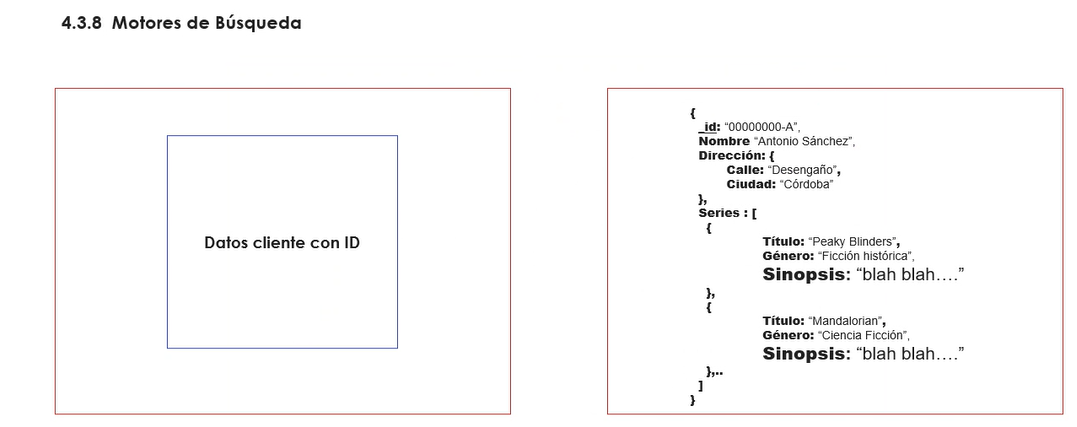 4.3.8 Motores de Búsqueda
Datos cliente con ID
{
_id: “00000000-A”,
Nombre “Antonio Sánchez”,
Dirección: {
Calle: “Desengaño”,
Ciudad: “Córdoba”
},
Series : [
{
Título: “Peaky Blinders”,
Género: “Ficción histórica”,
Sinopsis: “blah blah….”
},
{
Título: “Mandalorian”,
Género: “Ciencia Ficción”,
Sinopsis: “blah blah….”
},..
]
}